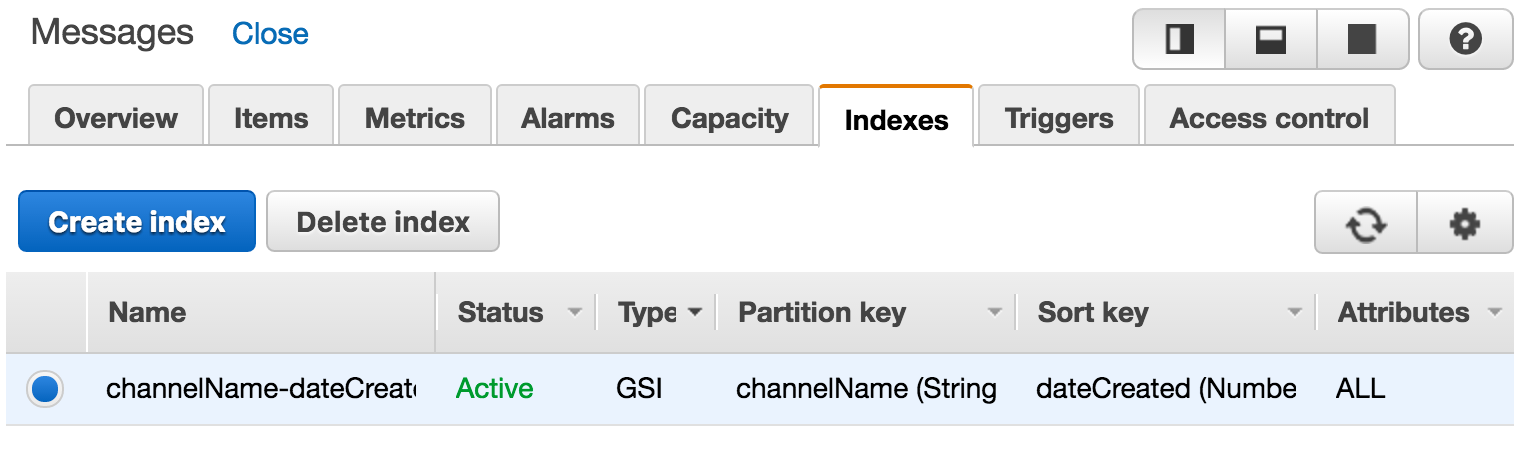 Messages Close
?
Overview Items Metrics Alarms Capacity Indexes Triggers Access control
Create index Delete index
Name Status Type Partition key Sort key Attributes
channelName-dateCreat Active GSI channelName (String dateCreated (Numbe ALL